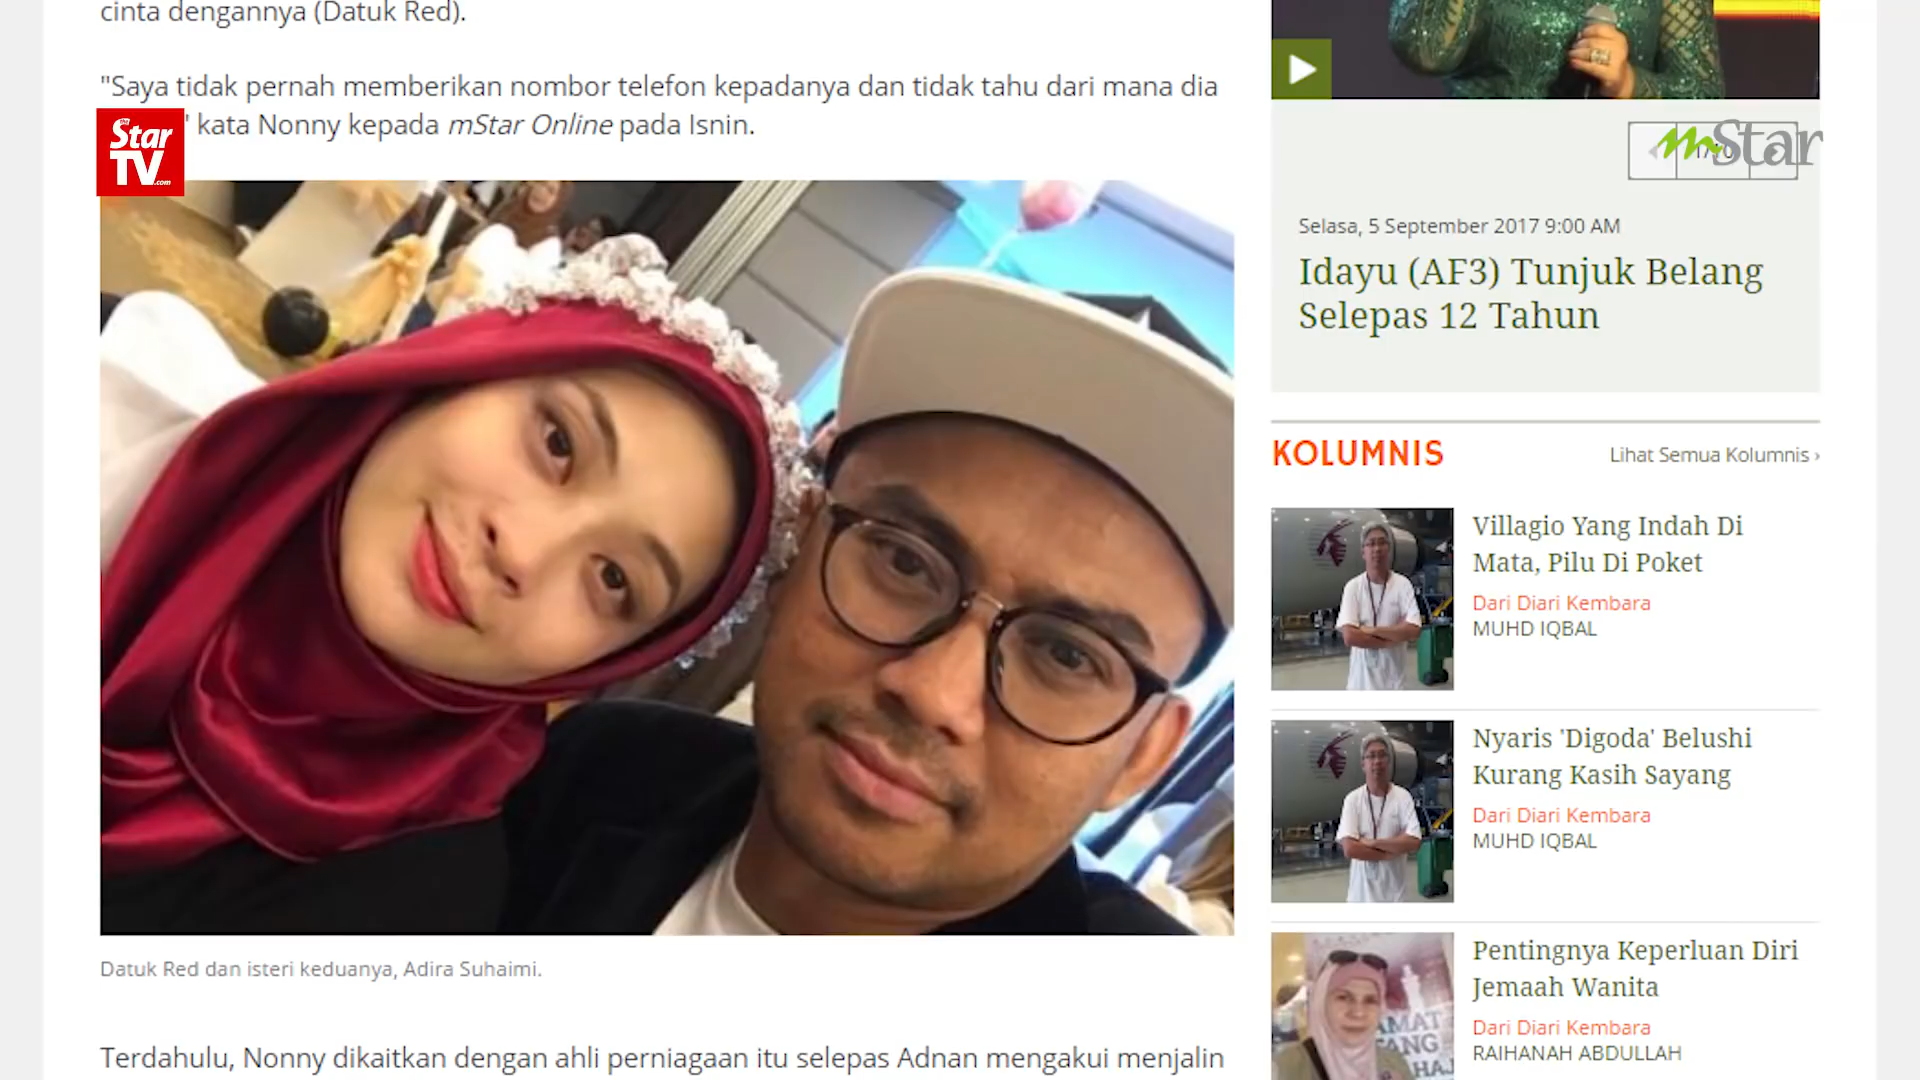 cinta dengannya (Datuk Red).
"Saya tidak pernah memberikan nombor telefon kepadanya dan tidak tahu dari mana dia
" kata Nonny kepada mStar Online pada Isnin.
the
Star
TV.com
Datuk Red dan isteri keduanya, Adira Suhaimi.
Terdahulu, Nonny dikaitkan dengan ahli perniagaan itu selepas Adnan mengakui menjalin
mStar
Selasa, 5 September 2017 9:00 AM
Idayu (AF3) Tunjuk Belang
Selepas 12 Tahun
KOLUMNIS
Lihat Semua Kolumnis ›
Villagio Yang Indah Di
Mata, Pilu Di Poket
Dari Diari Kembara
MUHD IQBAL
Nyaris 'Digoda' Belushi
Kurang Kasih Sayang
Dari Diari Kembara
MUHD IQBAL
Pentingnya Keperluan Diri
Jemaah Wanita
Dari Diari Kembara
RAIHANAH ABDULLAH